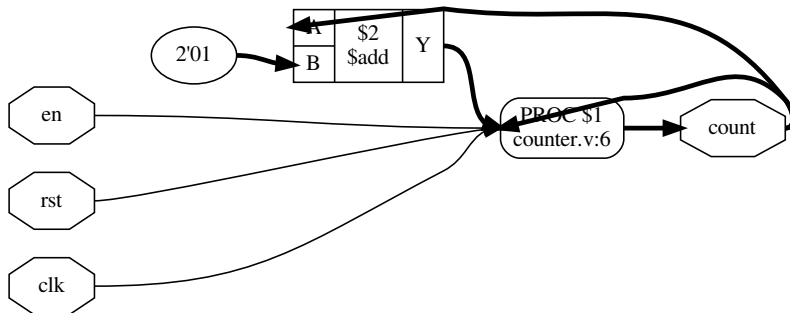 2'01
A
B
$2
$add
Y
en
rst
clk
PROC $1
counter.v:6
count